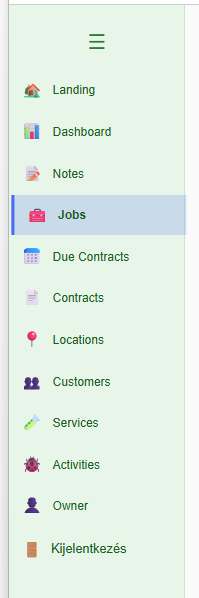 Landing
Dashboard
Notes
Jobs
Due Contracts
Contracts
Locations
Customers
Services
Activities
Owner
Kijelentkezés